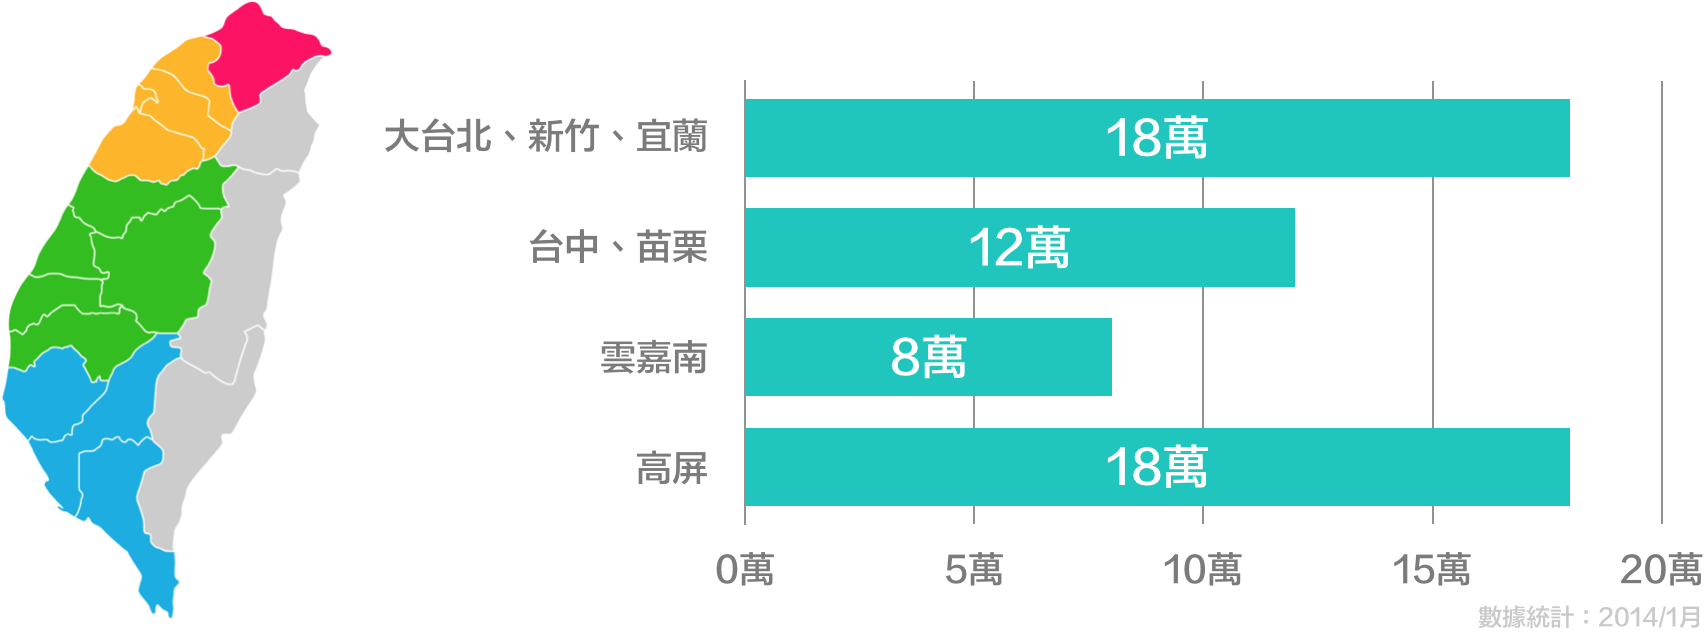 大台北、新竹、宜蘭
18萬
台中、苗栗
12萬
雲嘉南
8萬
高屏
18萬
0萬
5萬
10萬
15萬
20萬
數據統計：2014/1月